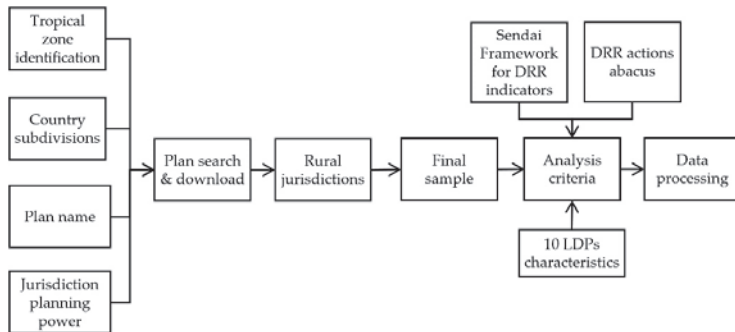 Tropical
zone
identification
Country
subdivisions
Plan name
Jurisdiction
planning
power
Plan search
& download
Rural
jurisdictions
Final
sample
Sendai
Framework
for DRR
indicators
DRR actions
abacus
Analysis
criteria
10 LDPs
characteristics
Data
processing